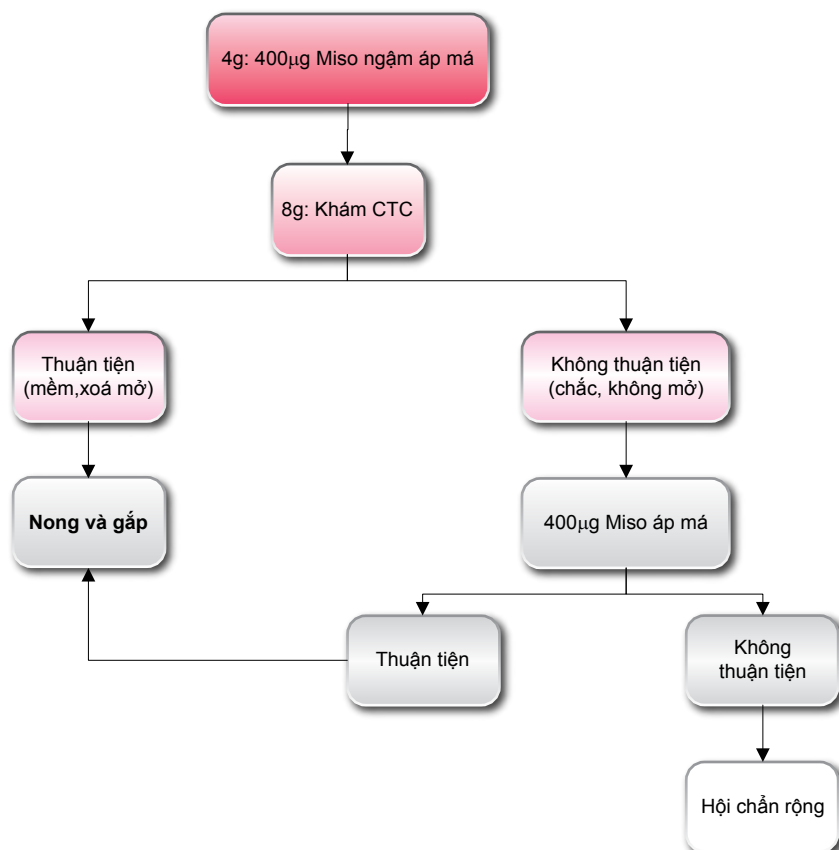 4g: 400µg Miso ngậm áp má
8g: Khám CTC
Thuận tiện
(mềm,xoá mở)
Không thuận tiện
(chắc, không mở)
Nong và gắp
400µg Miso áp má
Thuận tiện
Không
thuận tiện
Hội chẩn rộng